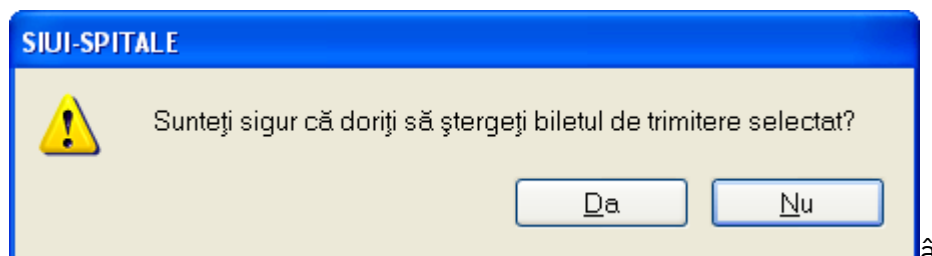 SIUI-SPITALE
Sunteţi sigur că doriţi să ştergeţi biletul de trimitere selectat?
Da
Nu